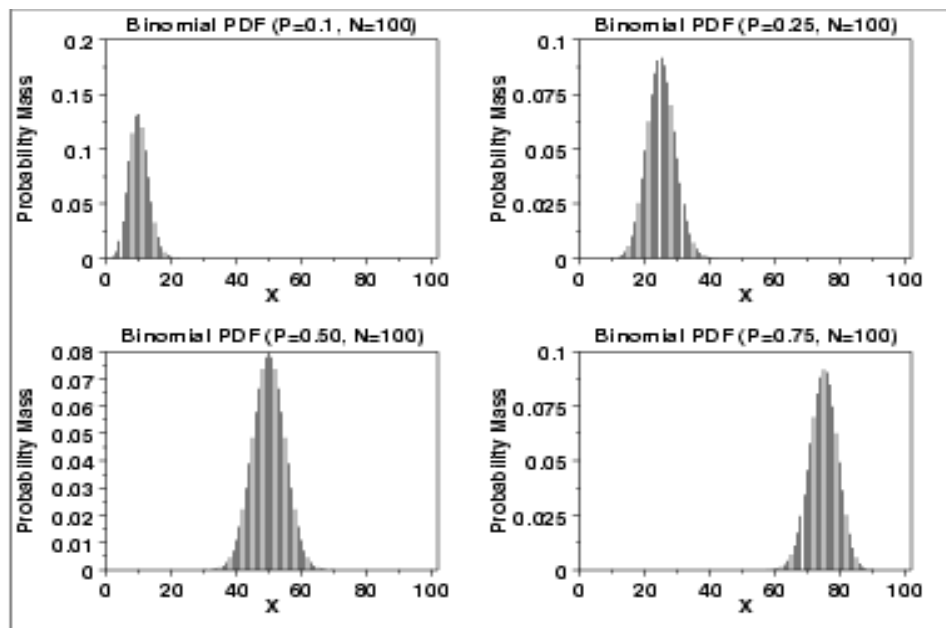 Binomial PDF (P=0.1, N=100)
0.2
0.15
0.1
0.05
0
Probability Mass
0 20 40 60 80 100
X
Binomial PDF (P=0.25, N=100)
0.1
0.075
0.05
0.025
0
Probability Mass
0 20 40 60 80 100
X
Binomial PDF (P=0.50, N=100)
0.08
0.07
0.06
0.05
0.04
0.03
0.02
0.01
0
Probability Mass
0 20 40 60 80 100
X
Binomial PDF (P=0.75, N=100)
0.1
0.075
0.05
0.025
0
Probability Mass
0 20 40 60 80 100
X